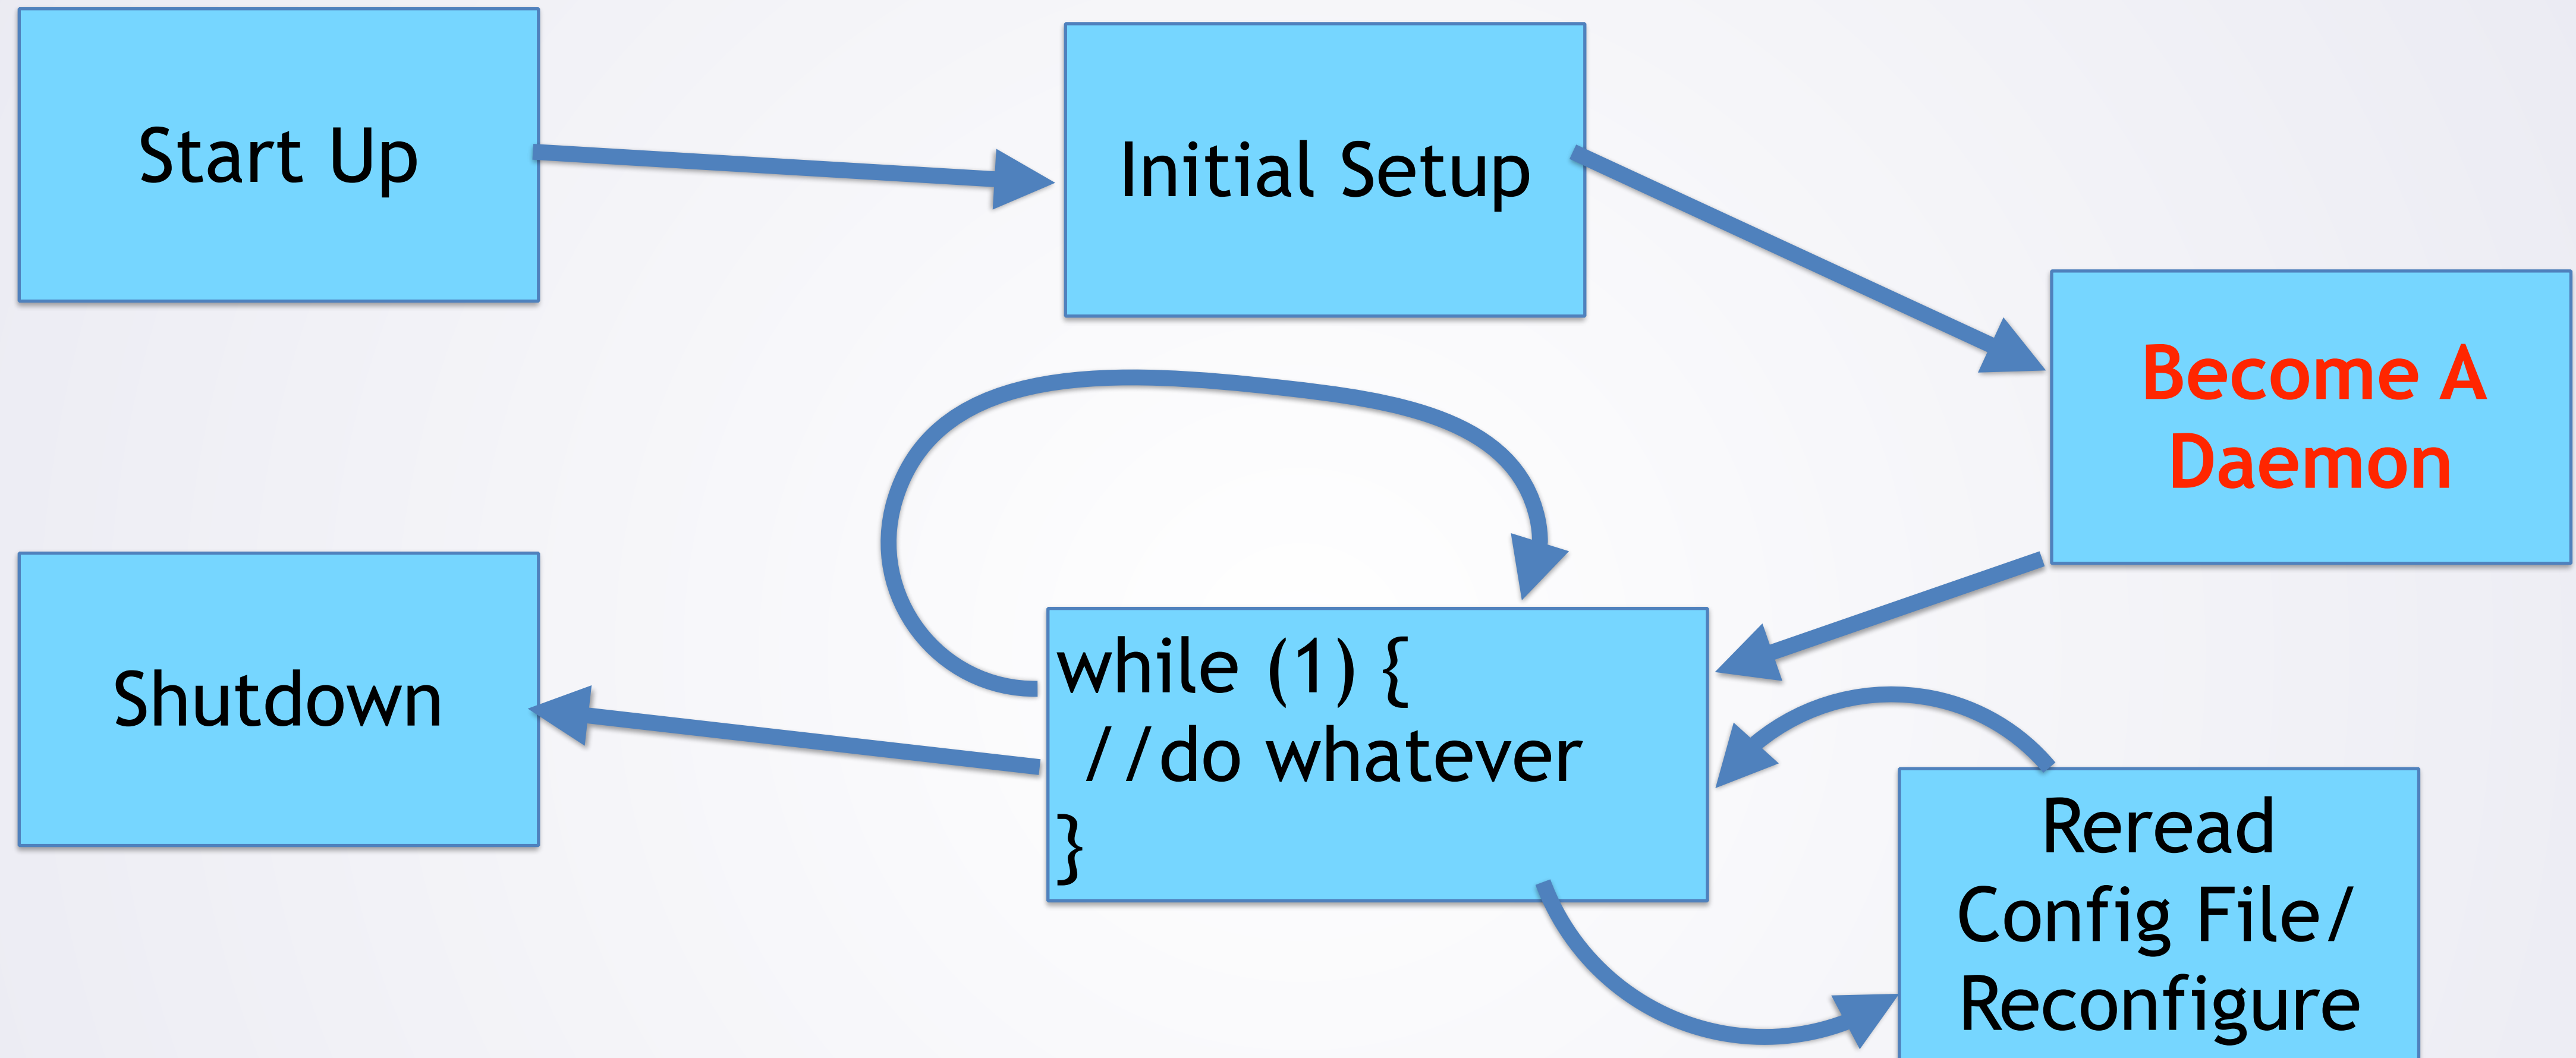 Start Up
Initial Setup
Become A
Daemon
Shutdown
while (1) {
//do whatever
}
Reread
Config File/
Reconfigure